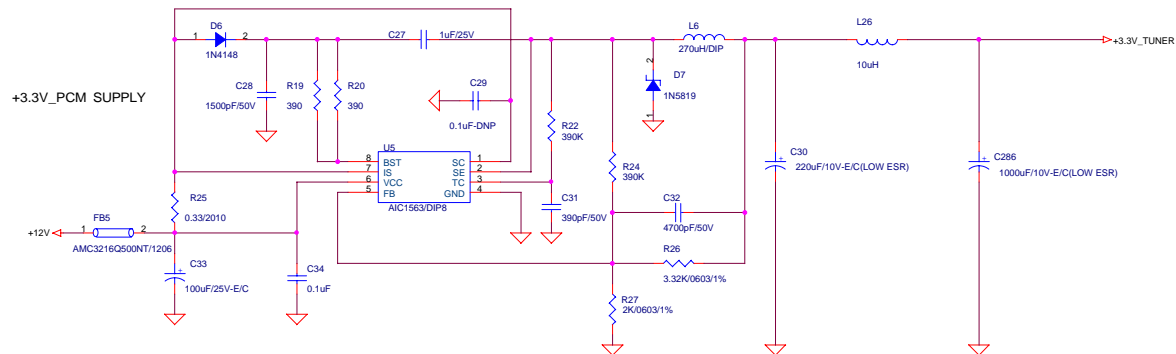 D6
L6
L26
1
2
1N4148
C27
1uF/25V
270uH/DIP
+3.3V_TUNER
10uH
C28
1500pF/50V
R19
390
R20
390
C29
0.1uF-DNP
2
D7
1N5819
1
+3.3V_PCM SUPPLY
R22
390K
R24
390K
C30
220uF/10V-E/C(LOW ESR)
C286
1000uF/10V-E/C(LOW ESR)
U5
8
BST
SC
1
7
IS
SE
2
6
VCC
TC
3
5
FB
GND
4
AIC1563/DIP8
R25
0.33/2010
C31
390pF/50V
C32
4700pF/50V
FB5
+12V
1
2
AMC3216Q500NT/1206
R26
3.32K/0603/1%
C33
100uF/25V-E/C
C34
0.1uF
R27
2K/0603/1%